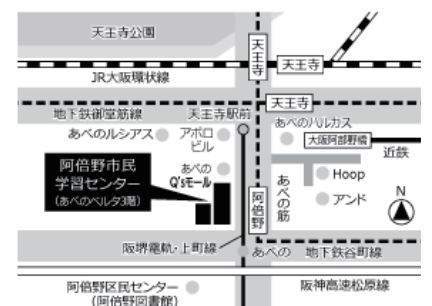 天王寺公園
天王寺
天王寺
JR大阪環状線
天王寺
地下鉄御堂筋線
天王寺駅前
あべのルシアス
アポロ
ビル
あべのハルカス
大阪阿部野橋
近鉄
阿倍野市民
学習センター
(あべのベルタ3階)
あべの
Q'sモール
阿倍野
あべの筋
Hoop
アンド
N
阪堺電軌・上町線
あべの
地下鉄谷町線
阿倍野区民センター
(阿倍野図書館)
阪神高速松原線